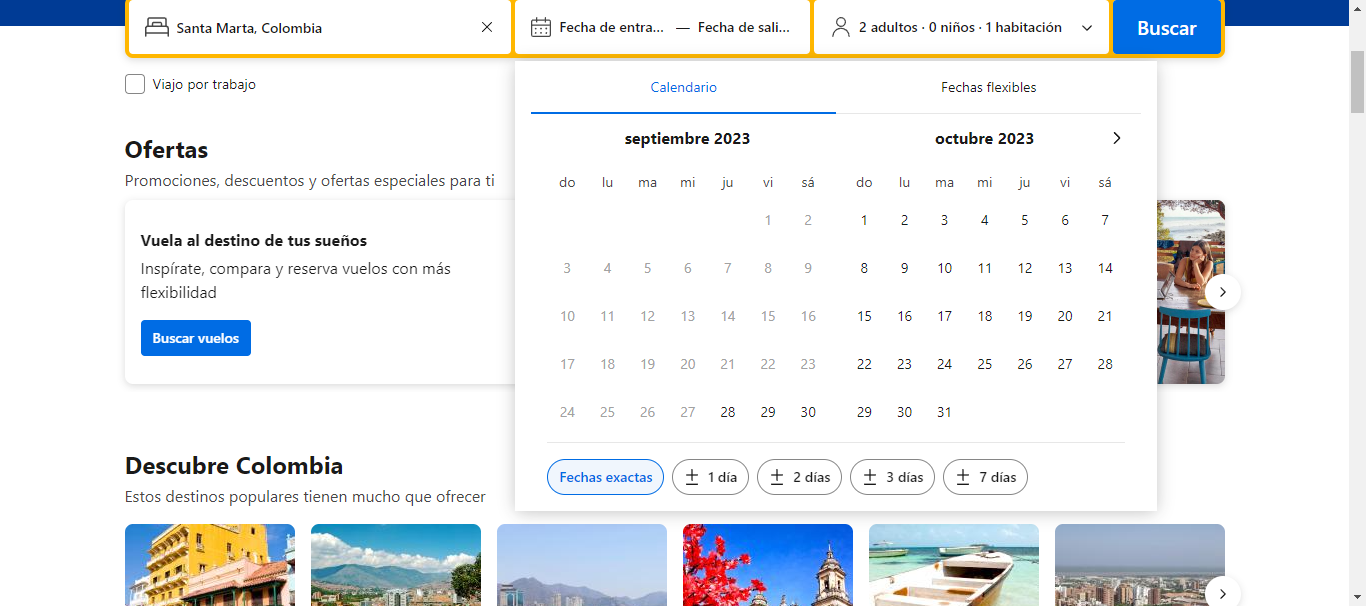 Santa Marta, Colombia
Fecha de entra... — Fecha de sali...
2 adultos · 0 niños · 1 habitación
Buscar
Viajo por trabajo
Calendario
Fechas flexibles
septiembre 2023
do lu ma mi ju vi sá
1 2
3 4 5 6 7 8 9
10 11 12 13 14 15 16
17 18 19 20 21 22 23
24 25 26 27 28 29 30
octubre 2023
do lu ma mi ju vi sá
1 2 3 4 5 6 7
8 9 10 11 12 13 14
15 16 17 18 19 20 21
22 23 24 25 26 27 28
29 30 31
Fechas exactas
± 1 día
± 2 días
± 3 días
± 7 días
Ofertas
Promociones, descuentos y ofertas especiales para ti
Vuela al destino de tus sueños
Inspírate, compara y reserva vuelos con más
flexibilidad
Buscar vuelos
Descubre Colombia
Estos destinos populares tienen mucho que ofrecer